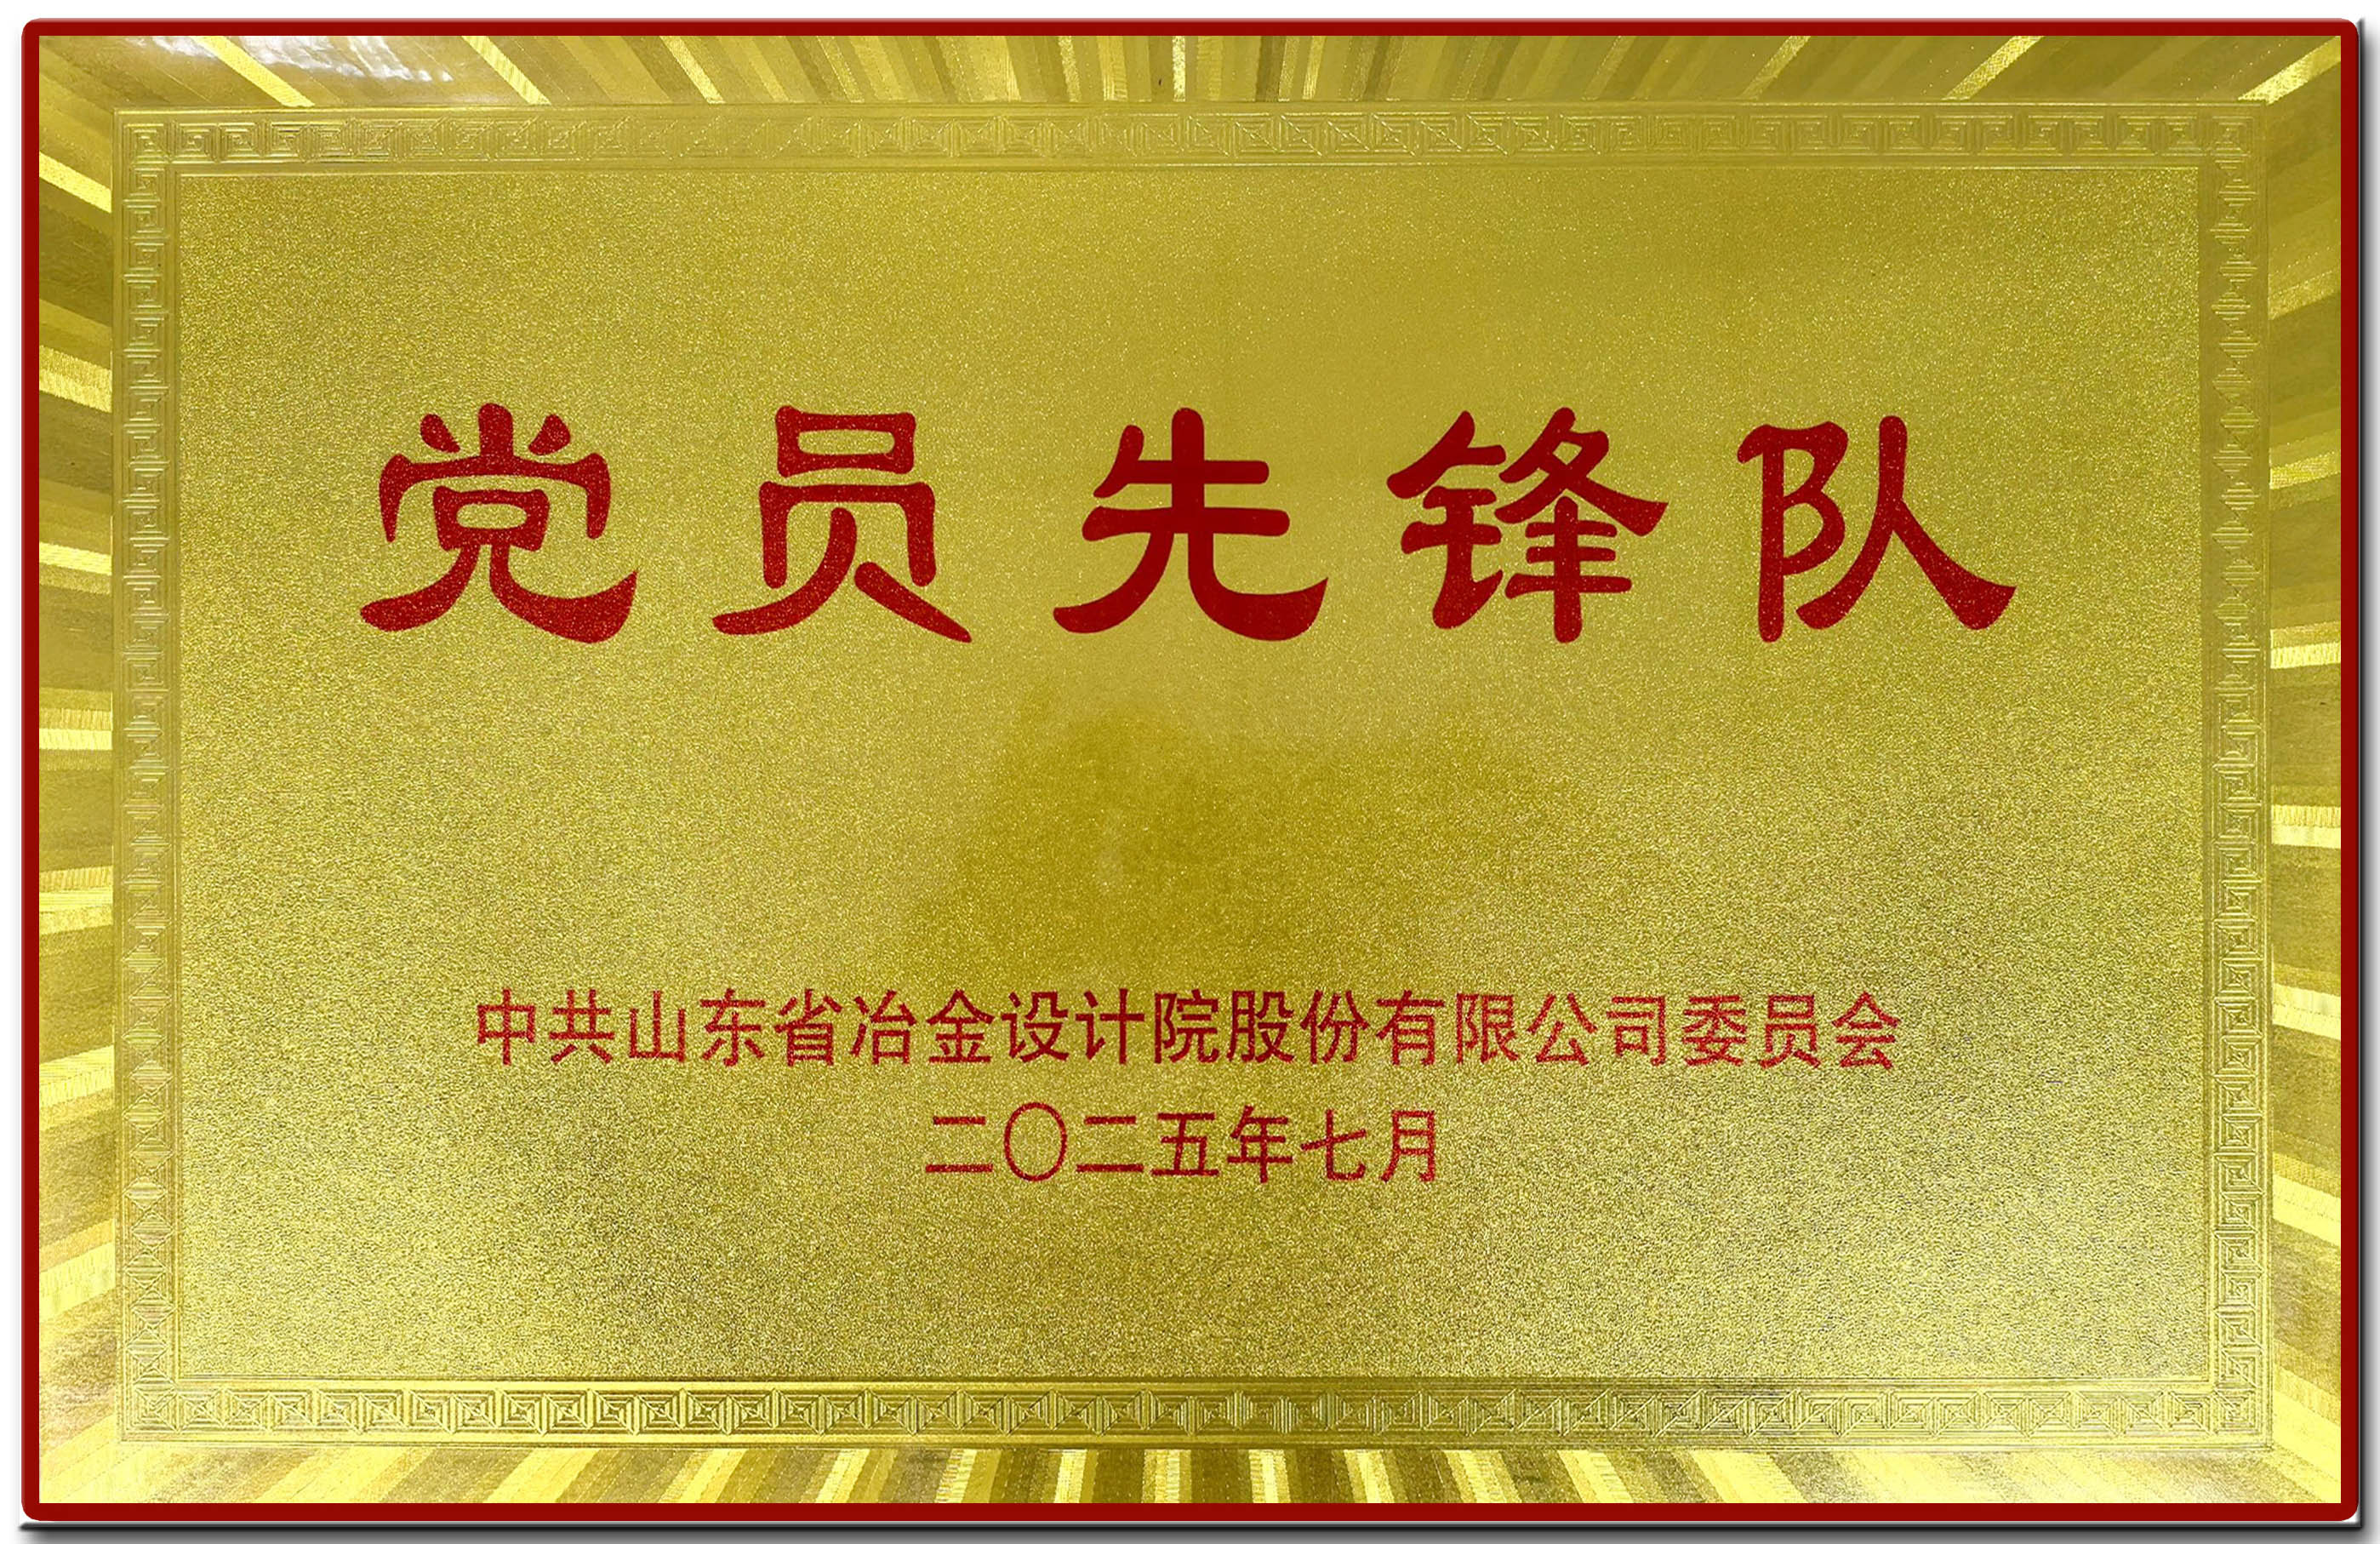 党员先锋队
中共山东省冶金设计院股份有限公司委员会
二〇二五年七月